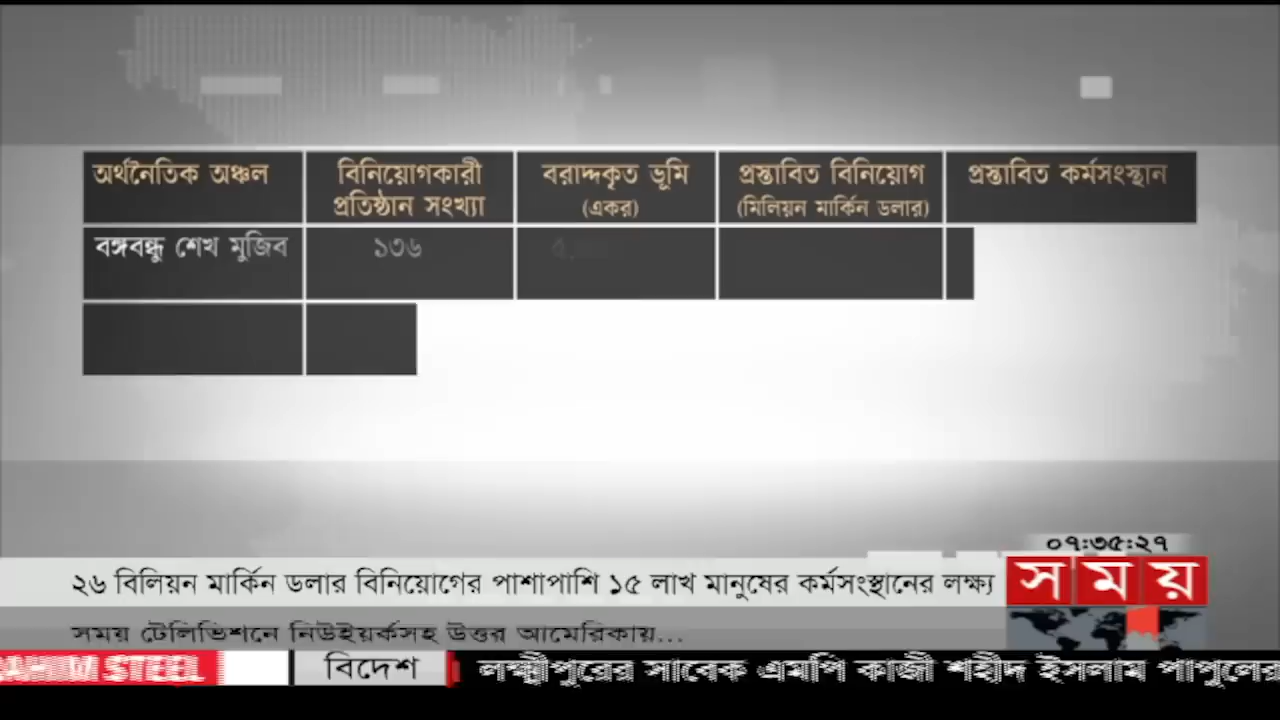 অর্থনৈতিক অঞ্চল
বিনিয়োগকারী
প্রতিষ্ঠান সংখ্যা
বরাদ্দকৃত ভূমি
(একর)
প্রস্তাবিত বিনিয়োগ
(মিলিয়ন মার্কিন ডলার)
প্রস্তাবিত কর্মসংস্থান
বঙ্গবন্ধু শেখ মুজিব
১৩৬
০৭:৩৫:২৭
২৬ বিলিয়ন মার্কিন ডলার বিনিয়োগের পাশাপাশি ১৫ লাখ মানুষের কর্মসংস্থানের লক্ষ্য
সময়
সময় টেলিভিশনে নিউইয়র্কসহ উত্তর আমেরিকায়...
STEEL
বিদেশ
লক্ষ্মীপুরের সাবেক এমপি কাজী শহীদ ইসলাম পাপুলের